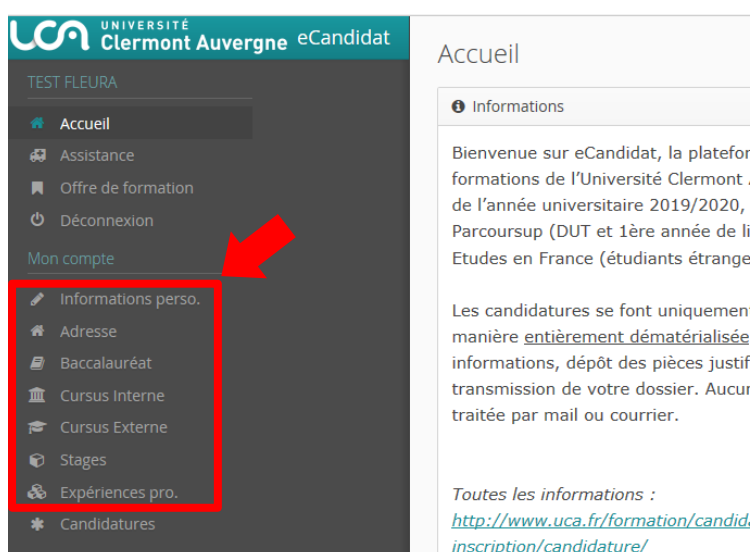 UCA UNIVERSITÉ
Clermont Auvergne eCandidat
TEST FLEURA
Accueil
Assistance
Offre de formation
Déconnexion
Mon compte
Informations perso.
Adresse
Baccalauréat
Cursus Interne
Cursus Externe
Stages
Expériences pro.
Candidatures
Accueil
Informations
Bienvenue sur eCandidat, la platefor
formations de l'Université Clermont
de l'année universitaire 2019/2020,
Parcoursup (DUT et 1ère année de li
Etudes en France (étudiants étrange
Les candidatures se font uniquemen
manière entièrement dématérialisée
informations, dépôt des pièces justif
transmission de votre dossier. Aucur
traitée par mail ou courrier.
Toutes les informations :
http://www.uca.fr/formation/candida
inscription/candidature/